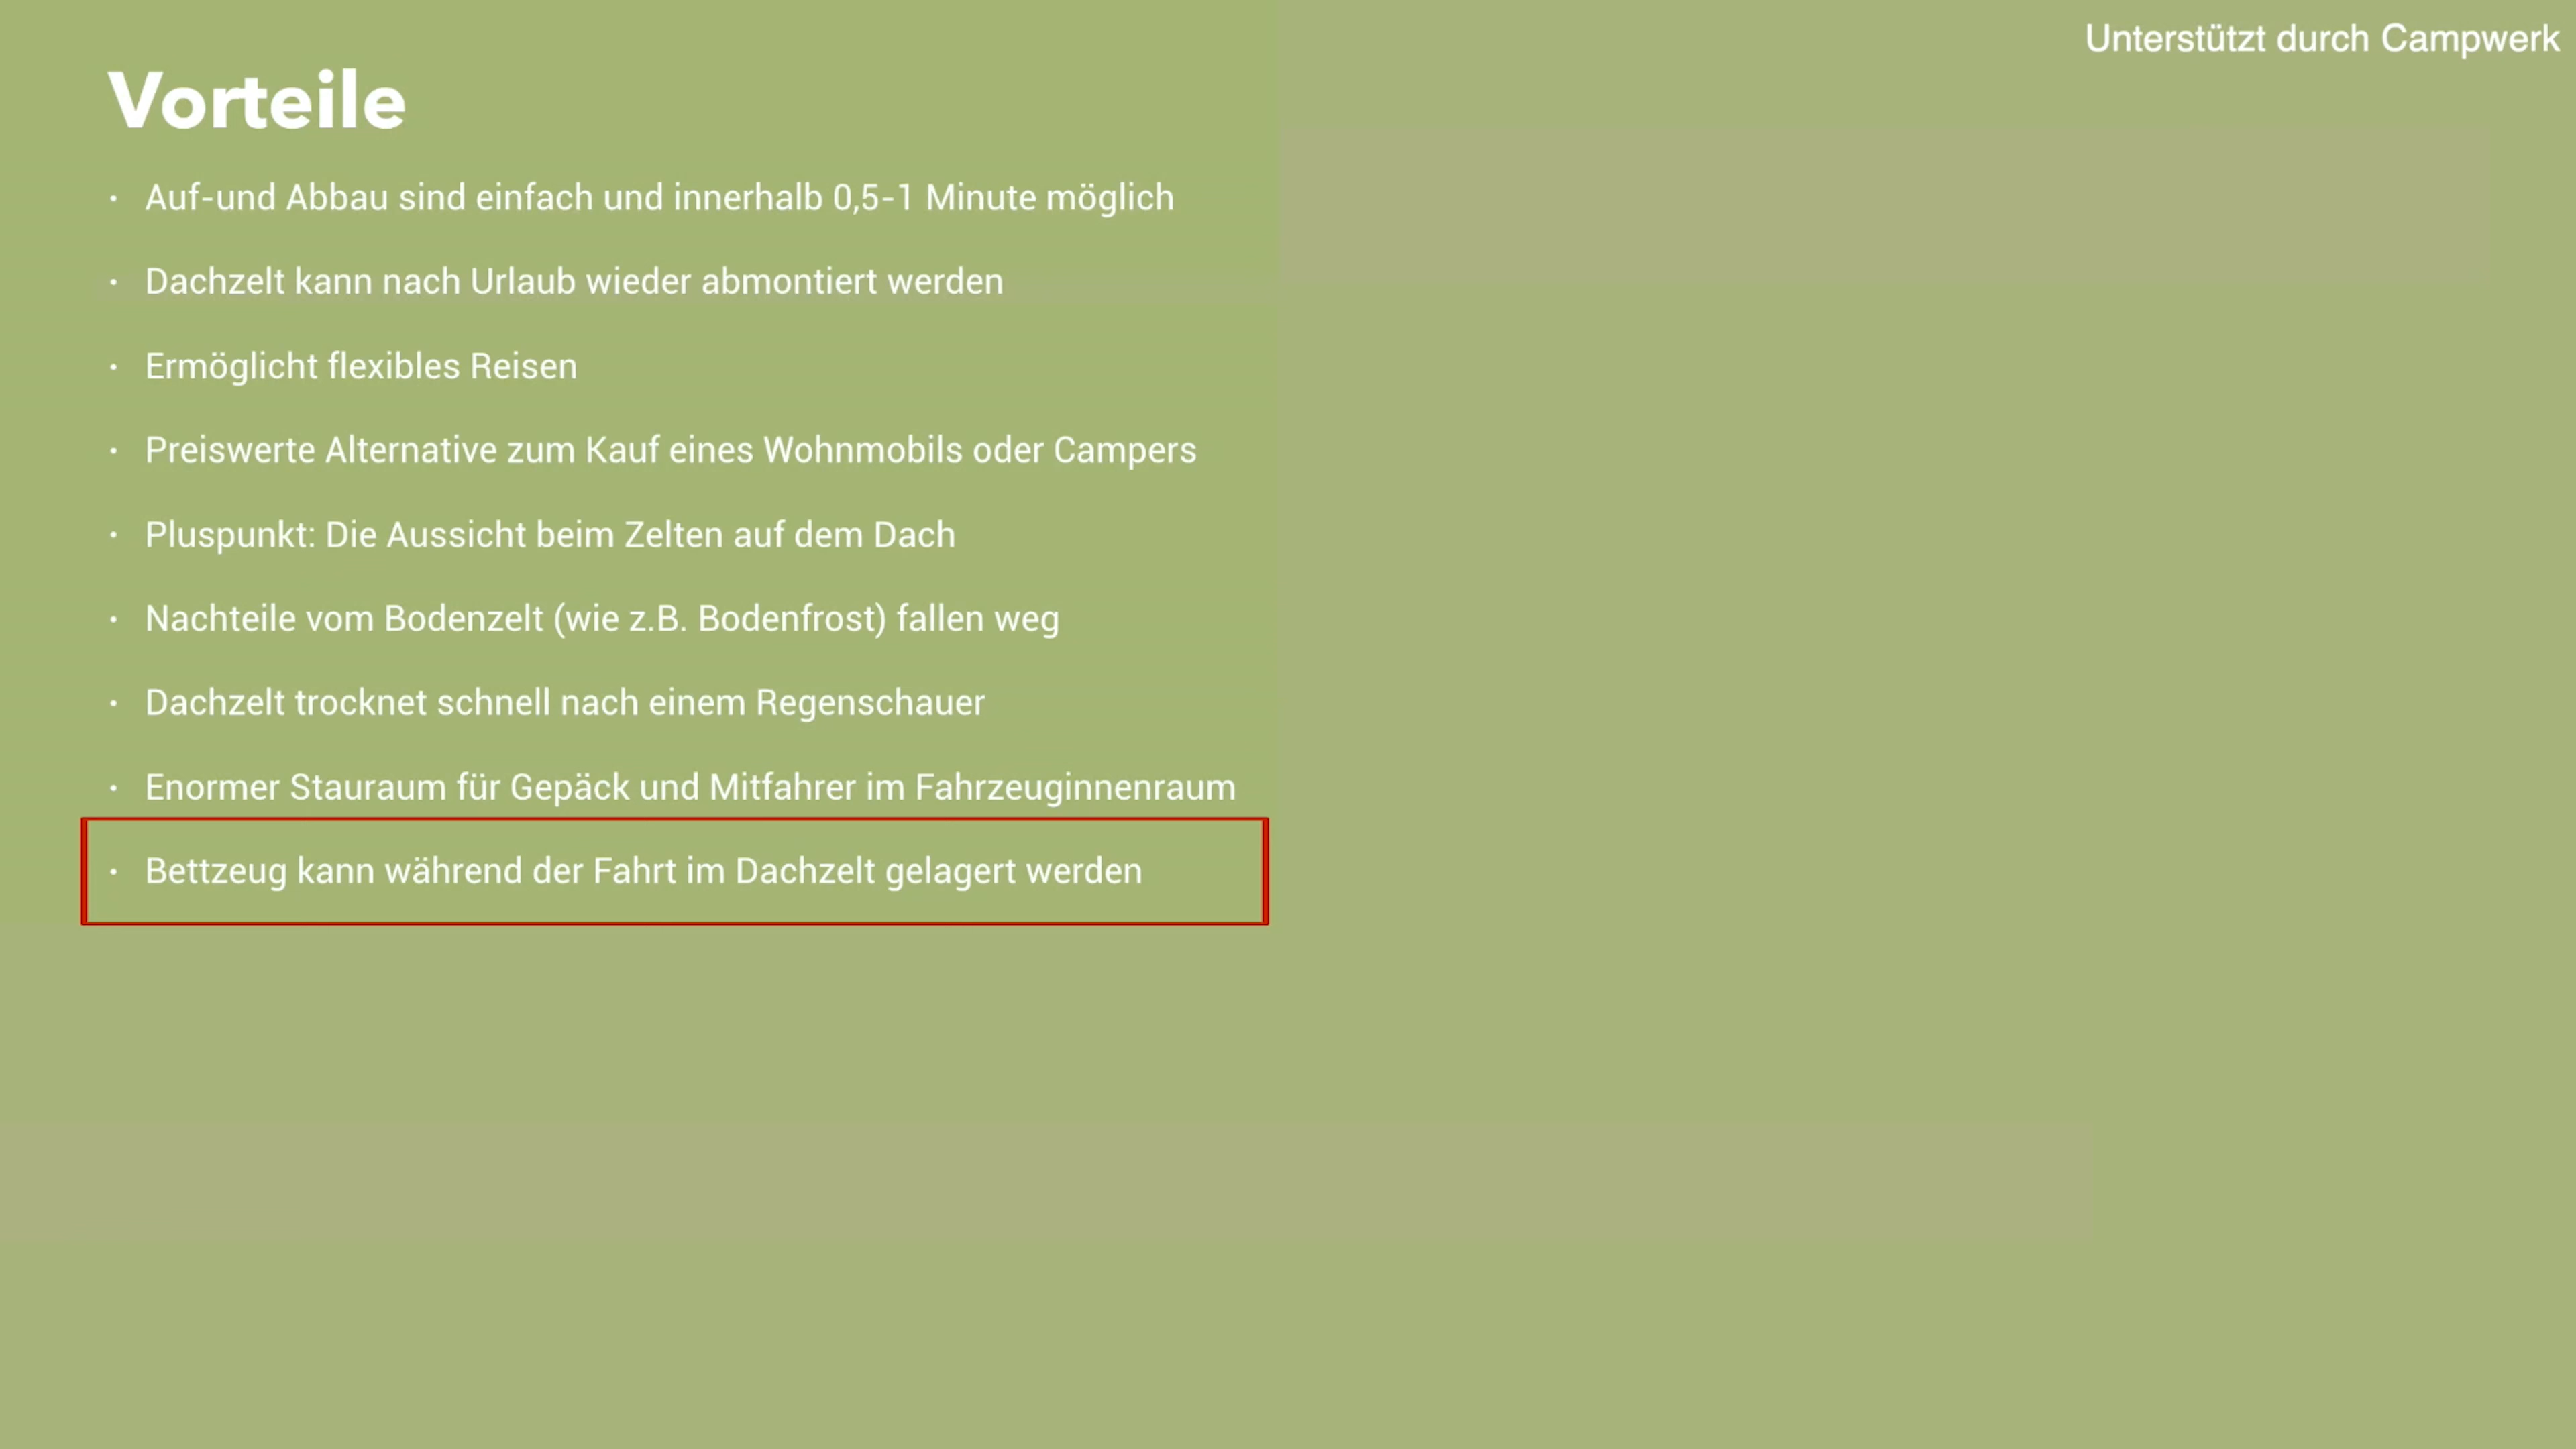 Unterstützt durch Campwerk
Vorteile
· Auf-und Abbau sind einfach und innerhalb 0,5-1 Minute möglich
· Dachzelt kann nach Urlaub wieder abmontiert werden
· Ermöglicht flexibles Reisen
· Preiswerte Alternative zum Kauf eines Wohnmobils oder Campers
· Pluspunkt: Die Aussicht beim Zelten auf dem Dach
· Nachteile vom Bodenzelt (wie z.B. Bodenfrost) fallen weg
· Dachzelt trocknet schnell nach einem Regenschauer
· Enormer Stauraum für Gepäck und Mitfahrer im Fahrzeuginnenraum
· Bettzeug kann während der Fahrt im Dachzelt gelagert werden